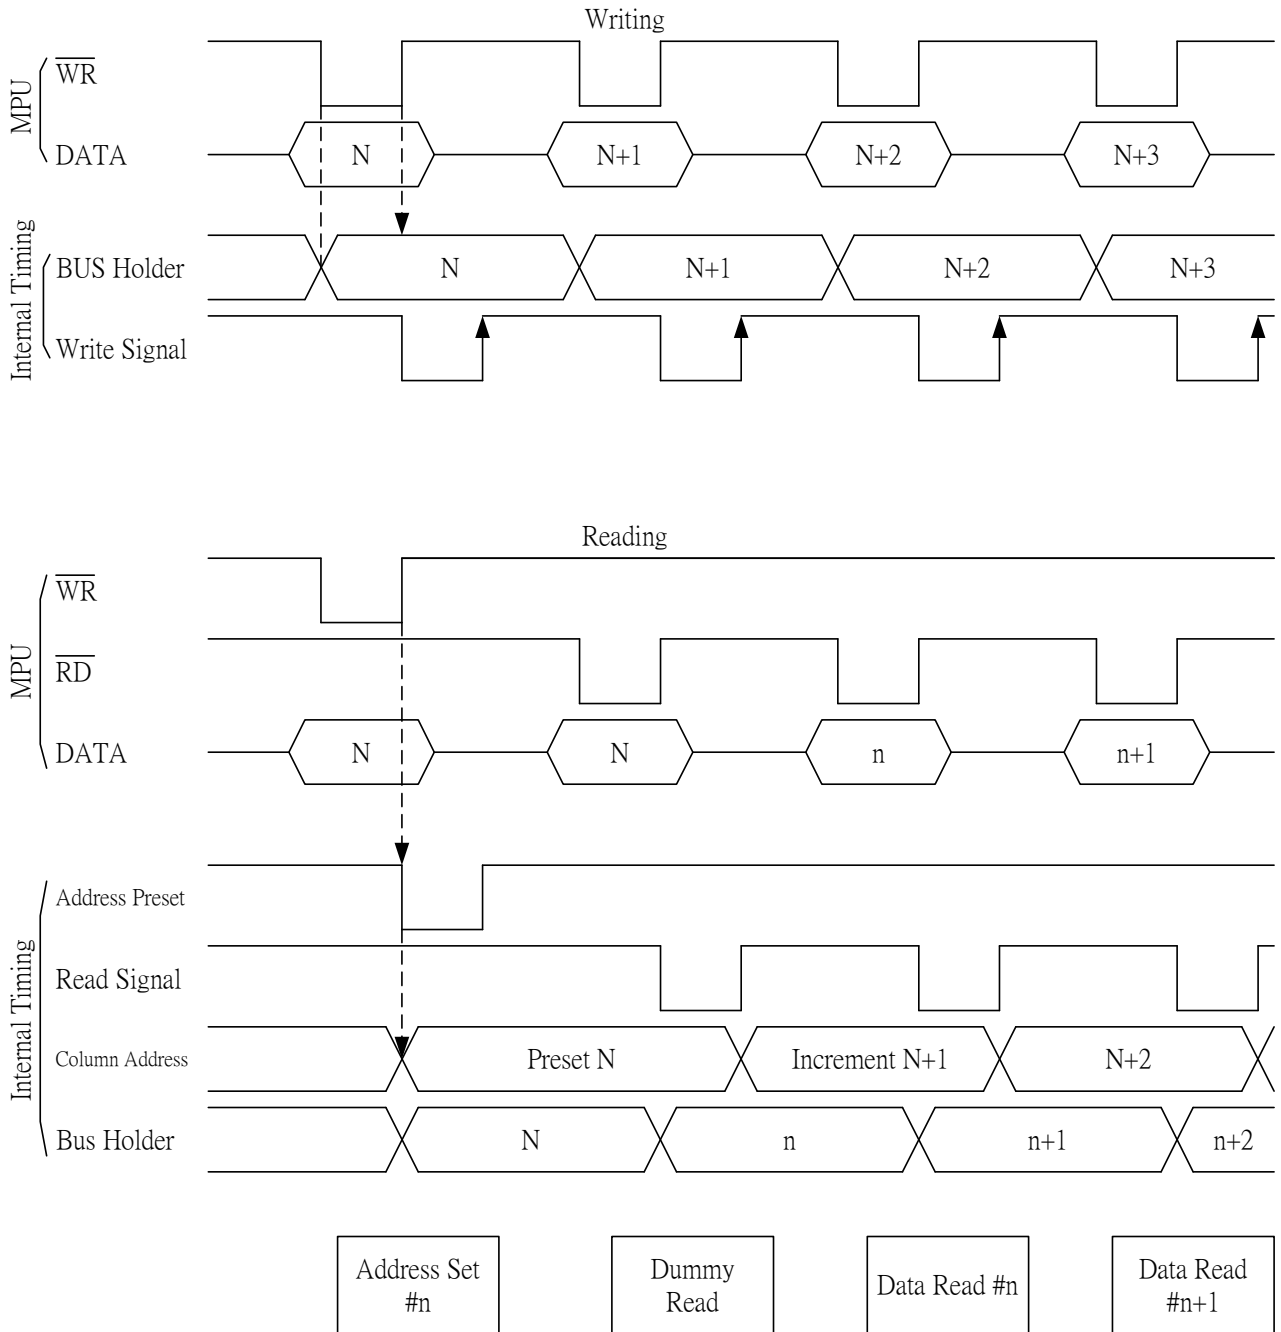 Writing
MPU
WR
DATA
N
N+1
N+2
N+3
Internal Timing
BUS Holder
N
N+1
N+2
N+3
Write Signal
Reading
MPU
WR
RD
DATA
N
N
n
n+1
Internal Timing
Address Preset
Read Signal
Column Address
Preset N
Increment N+1
N+2
Bus Holder
N
n
n+1
n+2
Address Set
#n
Dummy
Read
Data Read #n
Data Read
#n+1